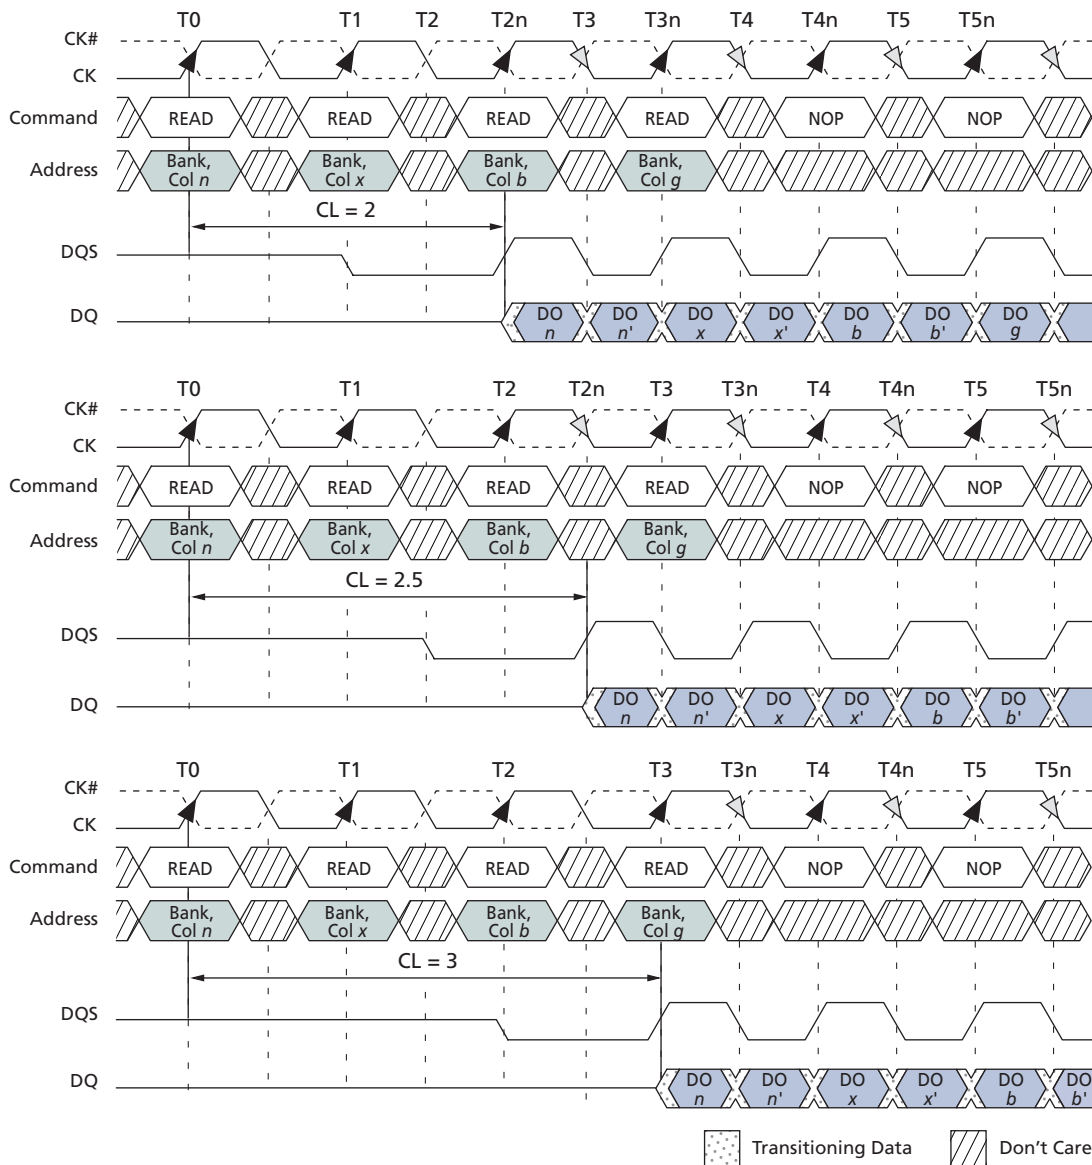 T0 T1 T2 T2n T3 T3n T4 T4n T5 T5n
CK#
CK
Command READ READ READ READ NOP NOP
Address Bank, Col n Bank, Col x Bank, Col b Bank, Col g
CL = 2
DQS
DQ DO n DO n' DO x DO x' DO b DO b' DO g
T0 T1 T2 T2n T3 T3n T4 T4n T5 T5n
CK#
CK
Command READ READ READ READ NOP NOP
Address Bank, Col n Bank, Col x Bank, Col b Bank, Col g
CL = 2.5
DQS
DQ DO n DO n' DO x DO x' DO b DO b'
T0 T1 T2 T3 T3n T4 T4n T5 T5n
CK#
CK
Command READ READ READ READ NOP NOP
Address Bank, Col n Bank, Col x Bank, Col b Bank, Col g
CL = 3
DQS
DQ DO n DO n' DO x DO x' DO b DO b'
Transitioning Data Don't Care